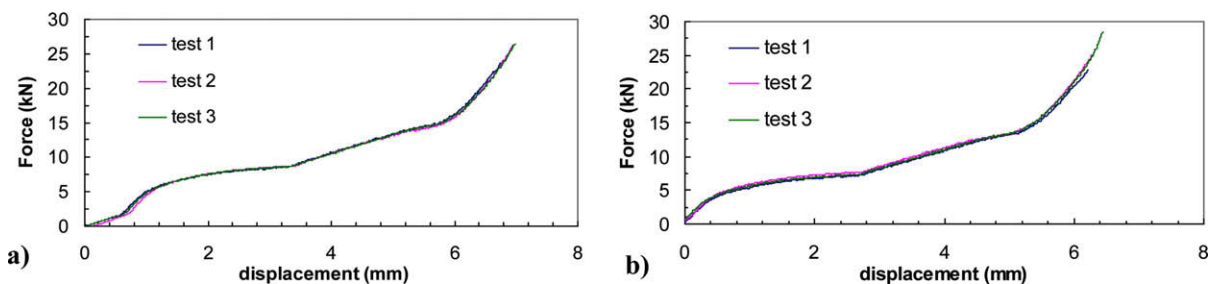 30
25
20
15
10
5
0
Force (kN)
test 1
test 2
test 3
0 2 4 6 8
displacement (mm)
a)
30
25
20
15
10
5
0
Force (kN)
test 1
test 2
test 3
0 2 4 6 8
displacement (mm)
b)